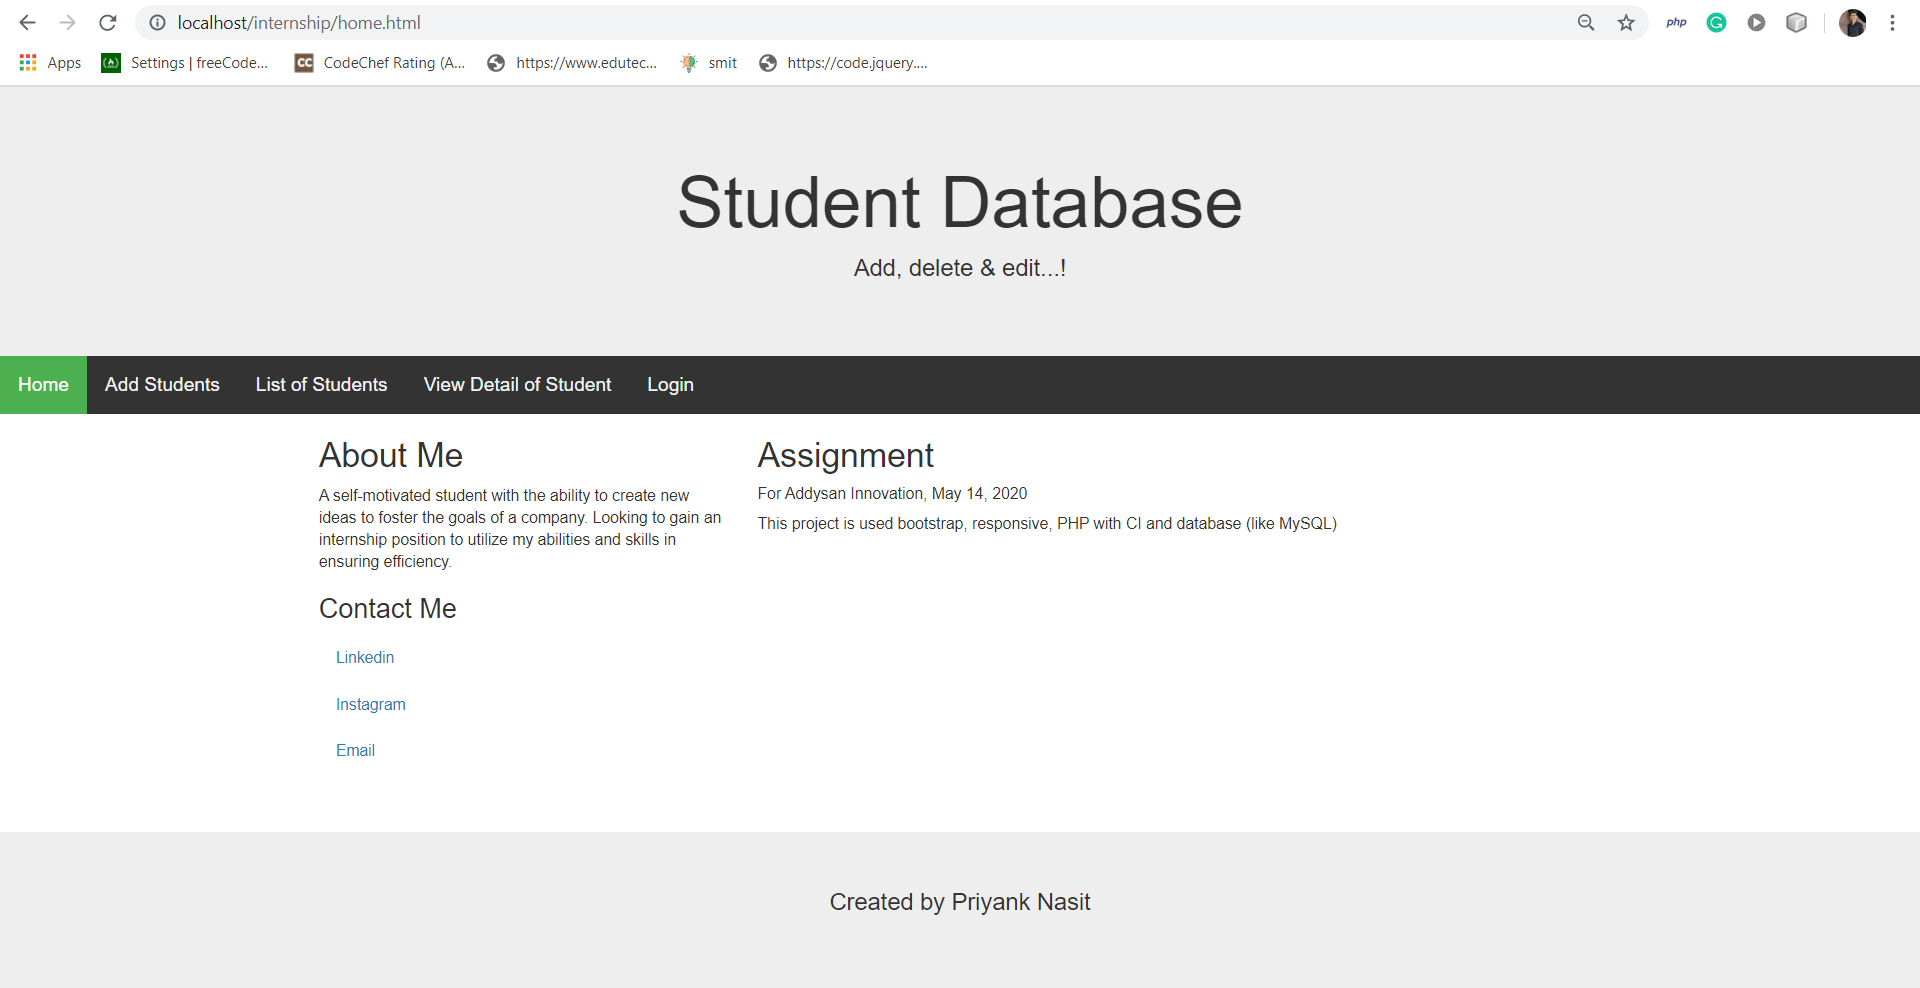 localhost/internship/home.html
php
Apps
Settings | freeCode...
CC
CodeChef Rating (A...
https://www.edutec...
smit
https://code.jquery....
Student Database
Add, delete & edit...!
Home
Add Students
List of Students
View Detail of Student
Login
About Me
A self-motivated student with the ability to create new
ideas to foster the goals of a company. Looking to gain an
internship position to utilize my abilities and skills in
ensuring efficiency.
Contact Me
Linkedin
Instagram
Email
Assignment
For Addysan Innovation, May 14, 2020
This project is used bootstrap, responsive, PHP with CI and database (like MySQL)
Created by Priyank Nasit